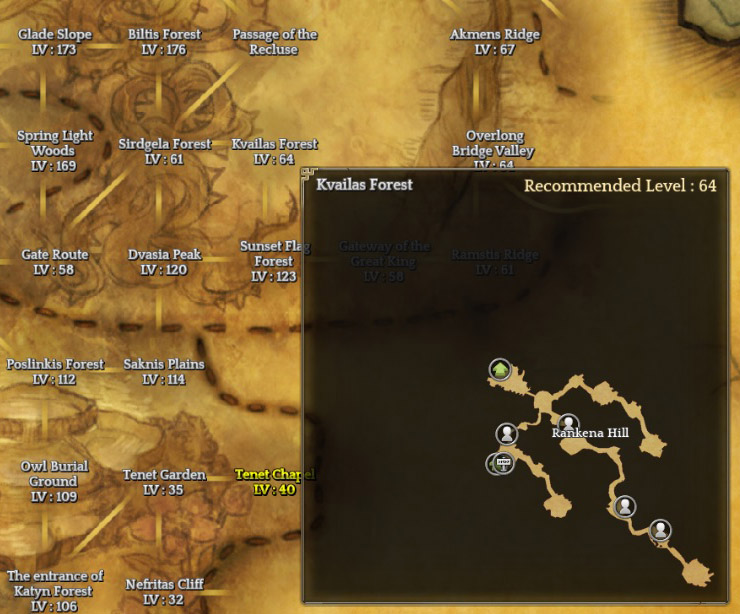 Glade Slope
LV : 173
Biltis Forest
LV : 176
Passage of the
Recluse
Akmens Ridge
LV : 67
Spring Light
Woods
LV : 169
Sirdgela Forest
LV : 61
Kvailas Forest
LV : 64
Overlong
Bridge Valley
LV : 64
Kvailas Forest
Recommended Level : 64
Gate Route
LV : 58
Dvasia Peak
LV : 120
Sunset Flag
Forest
LV : 123
Gateway of the
Great King
LV : 58
Ramstis Ridge
LV : 61
Poslinkis Forest
LV : 112
Saknis Plains
LV : 114
Rankena Hill
Owl Burial
Ground
LV : 109
Tenet Garden
LV : 35
Tenet Chapel
LV : 40
The entrance of
Katyn Forest
LV : 106
Nefritas Cliff
LV : 32